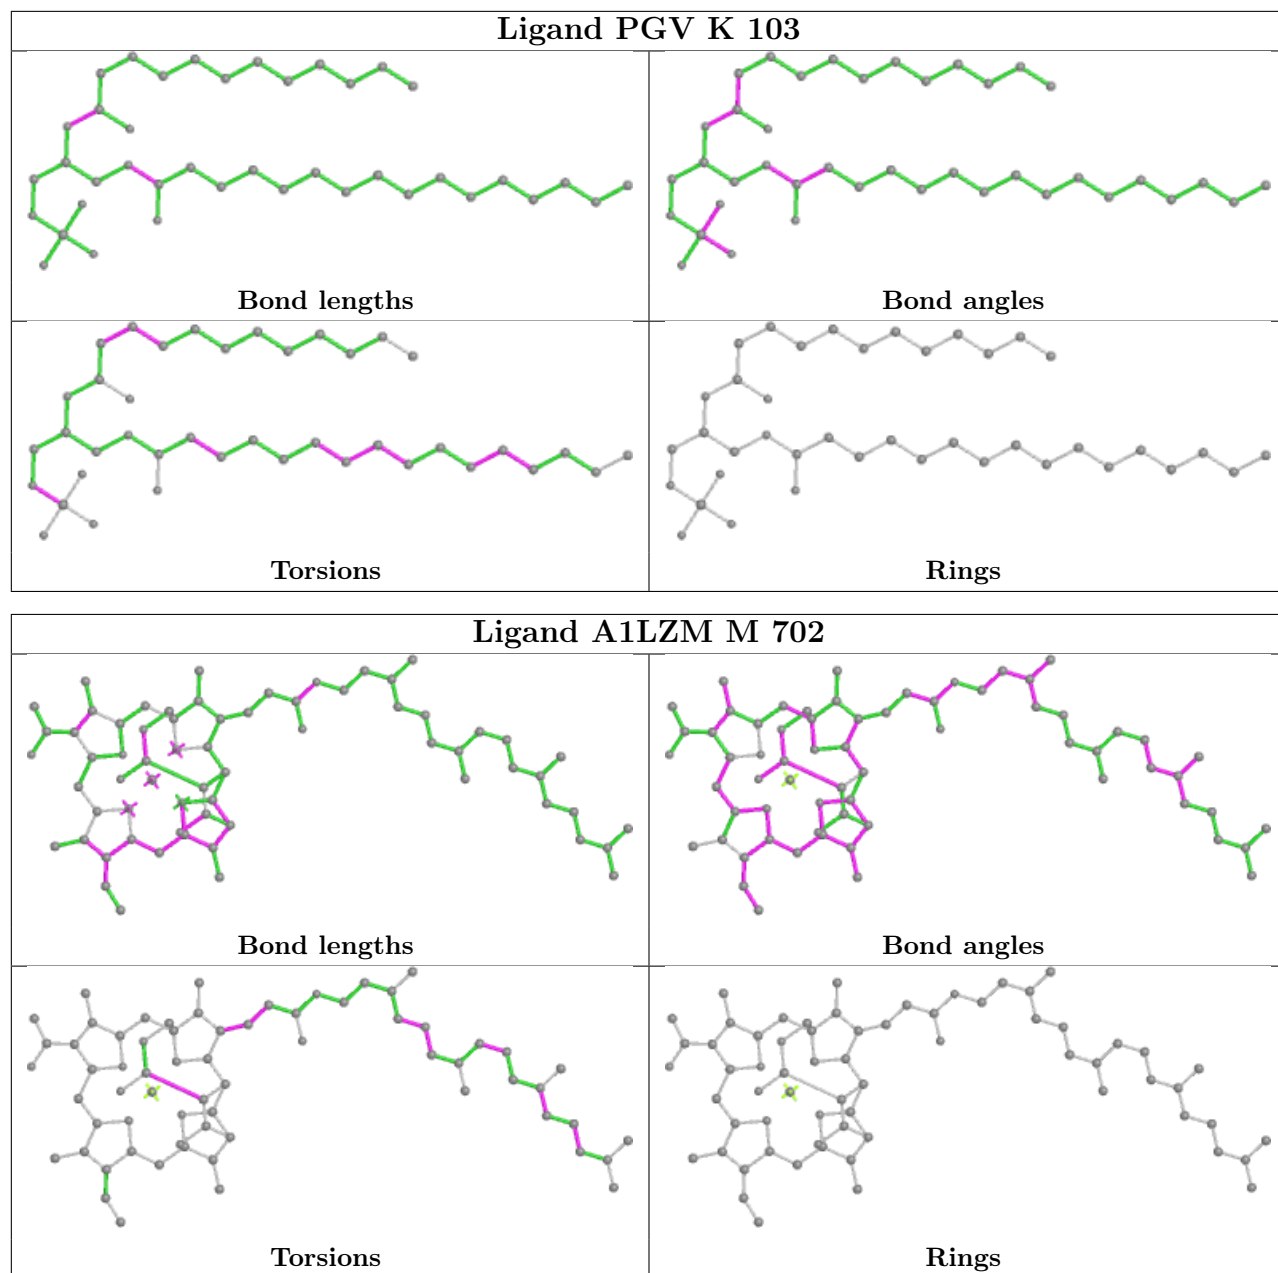 Ligand PGV K 103
Bond lengths
Bond angles
Torsions
Rings
Ligand A1LZM M 702
Bond lengths
Bond angles
Torsions
Rings